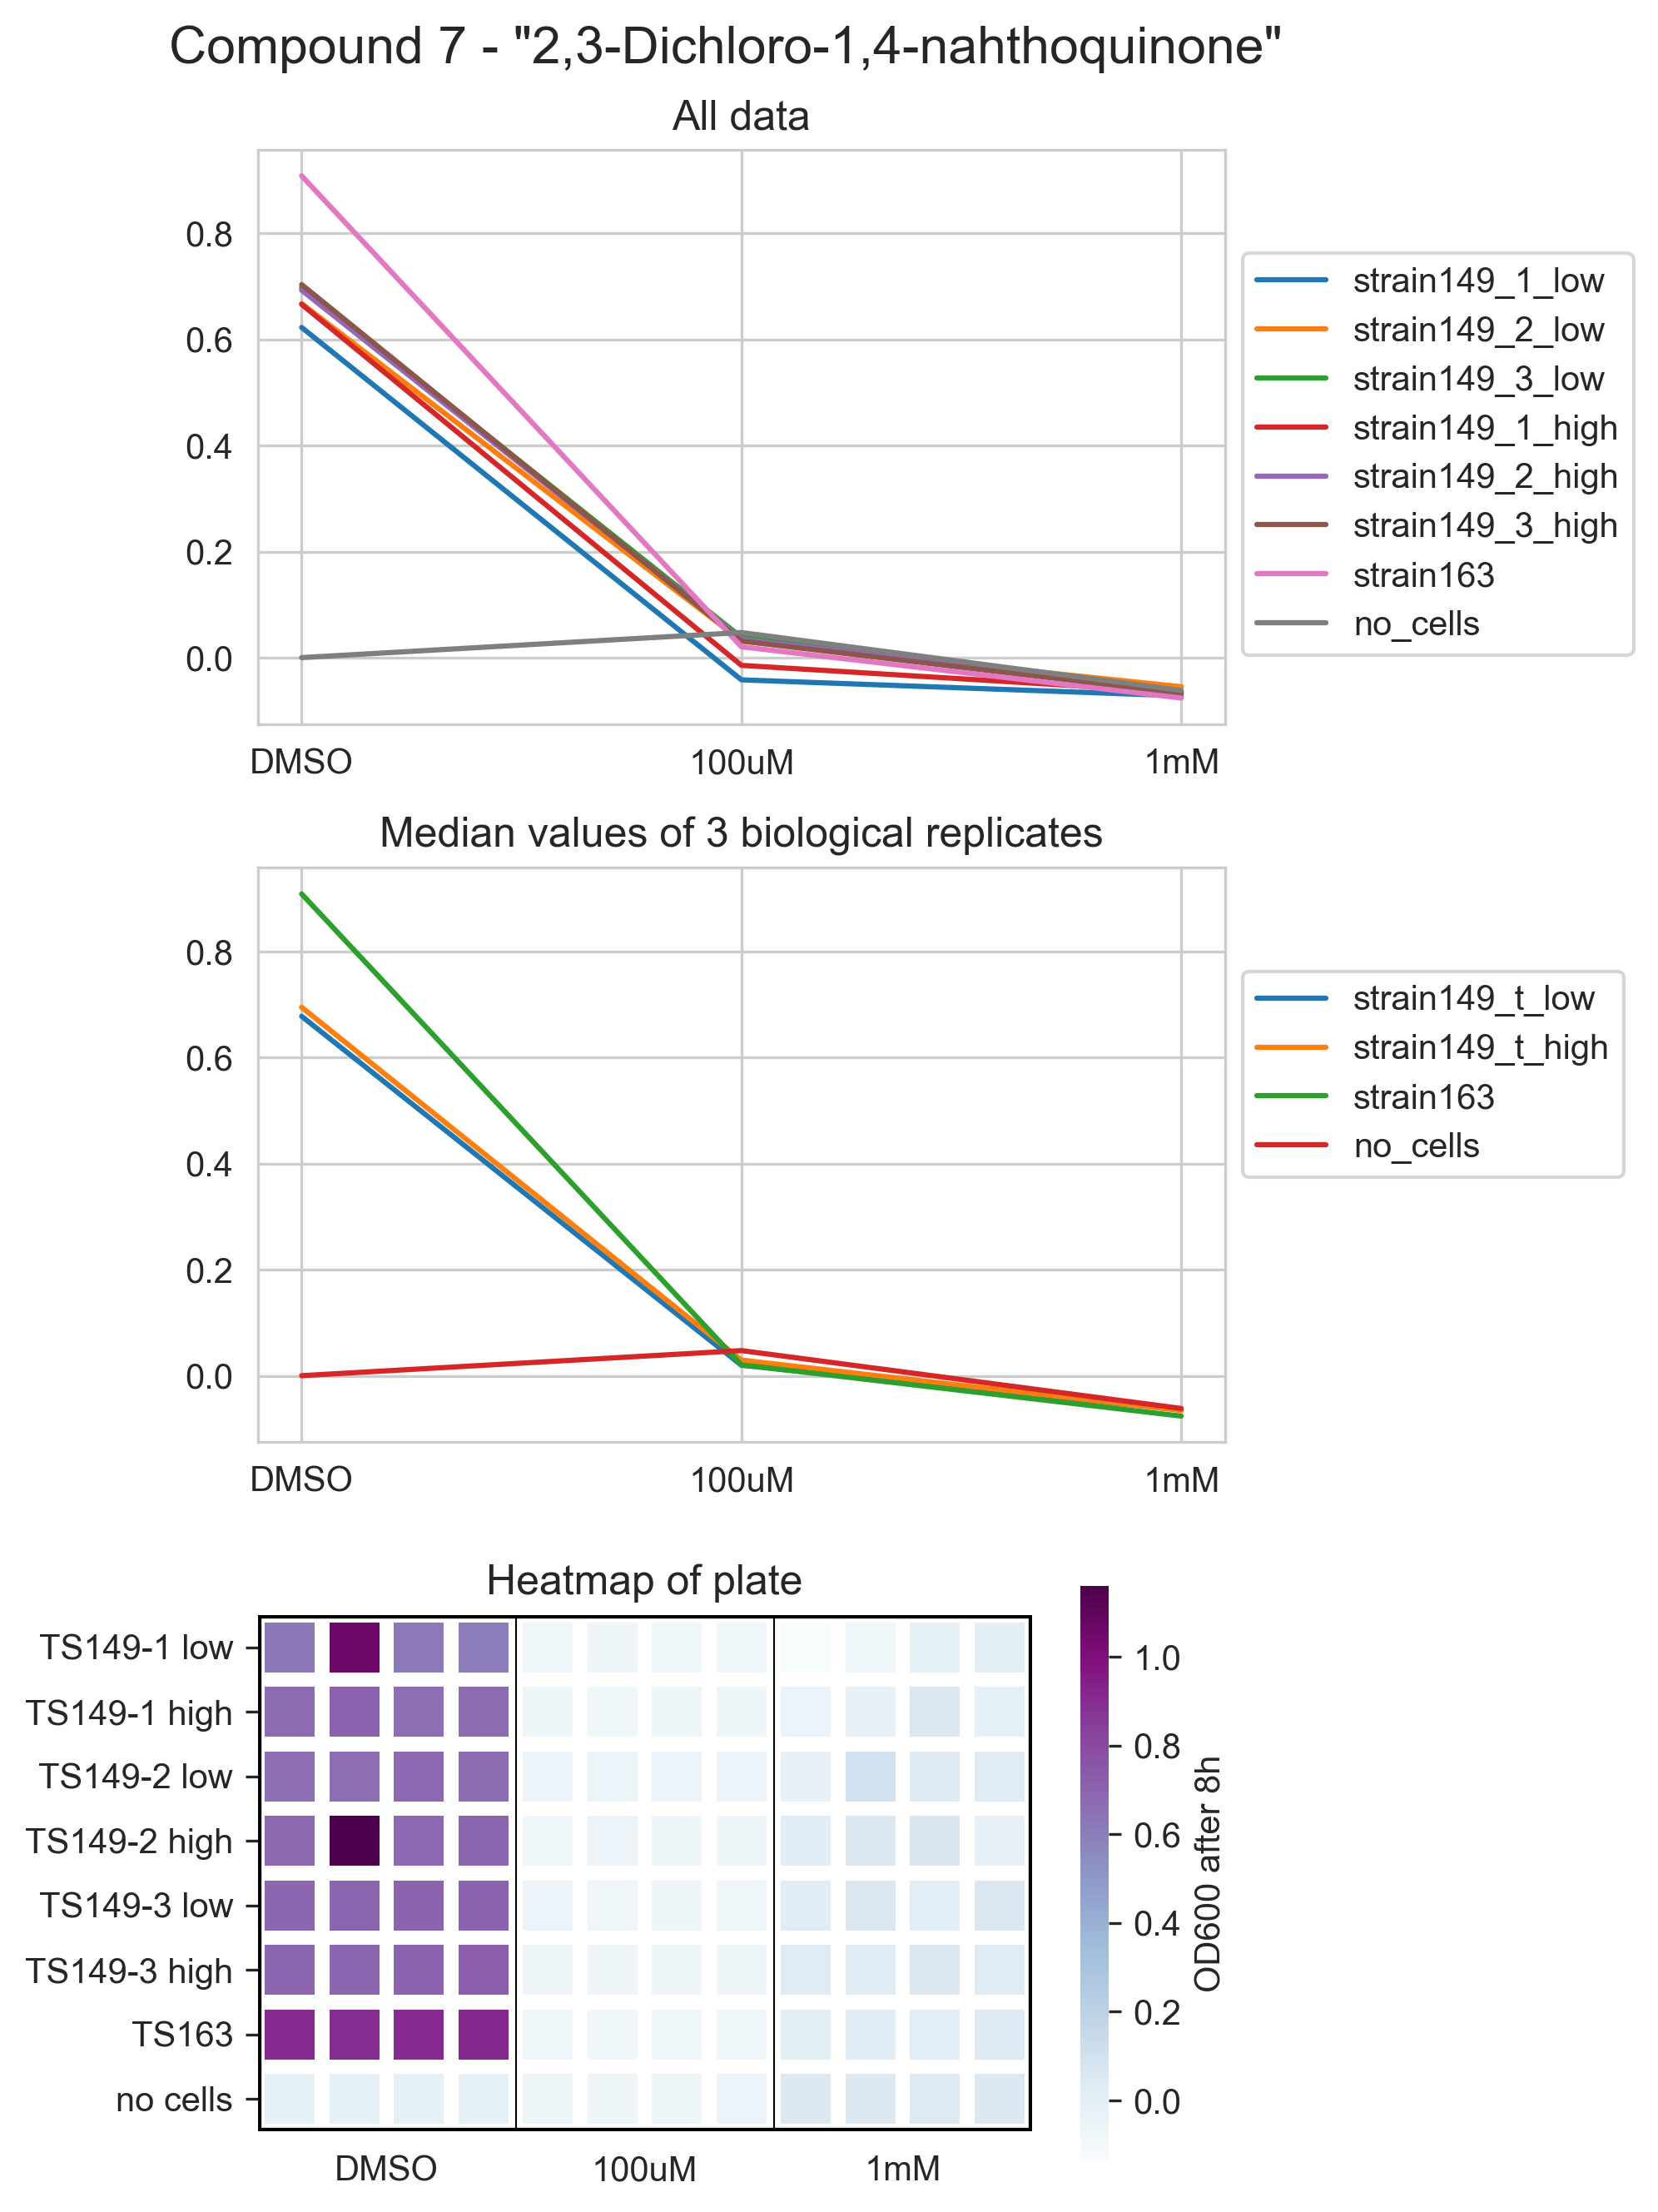 Compound 7 - "2,3-Dichloro-1,4-nahthoquinone"
All data
0.8
0.6
0.4
0.2
0.0
DMSO 100uM 1mM
strain149_1_low
strain149_2_low
strain149_3_low
strain149_1_high
strain149_2_high
strain149_3_high
strain163
no_cells
Median values of 3 biological replicates
0.8
0.6
0.4
0.2
0.0
DMSO 100uM 1mM
strain149_t_low
strain149_t_high
strain163
no_cells
Heatmap of plate
TS149-1 low
TS149-1 high
TS149-2 low
TS149-2 high
TS149-3 low
TS149-3 high
TS163
no cells
DMSO 100uM 1mM
1.0
0.8
0.6
0.4
0.2
0.0
OD600 after 8h